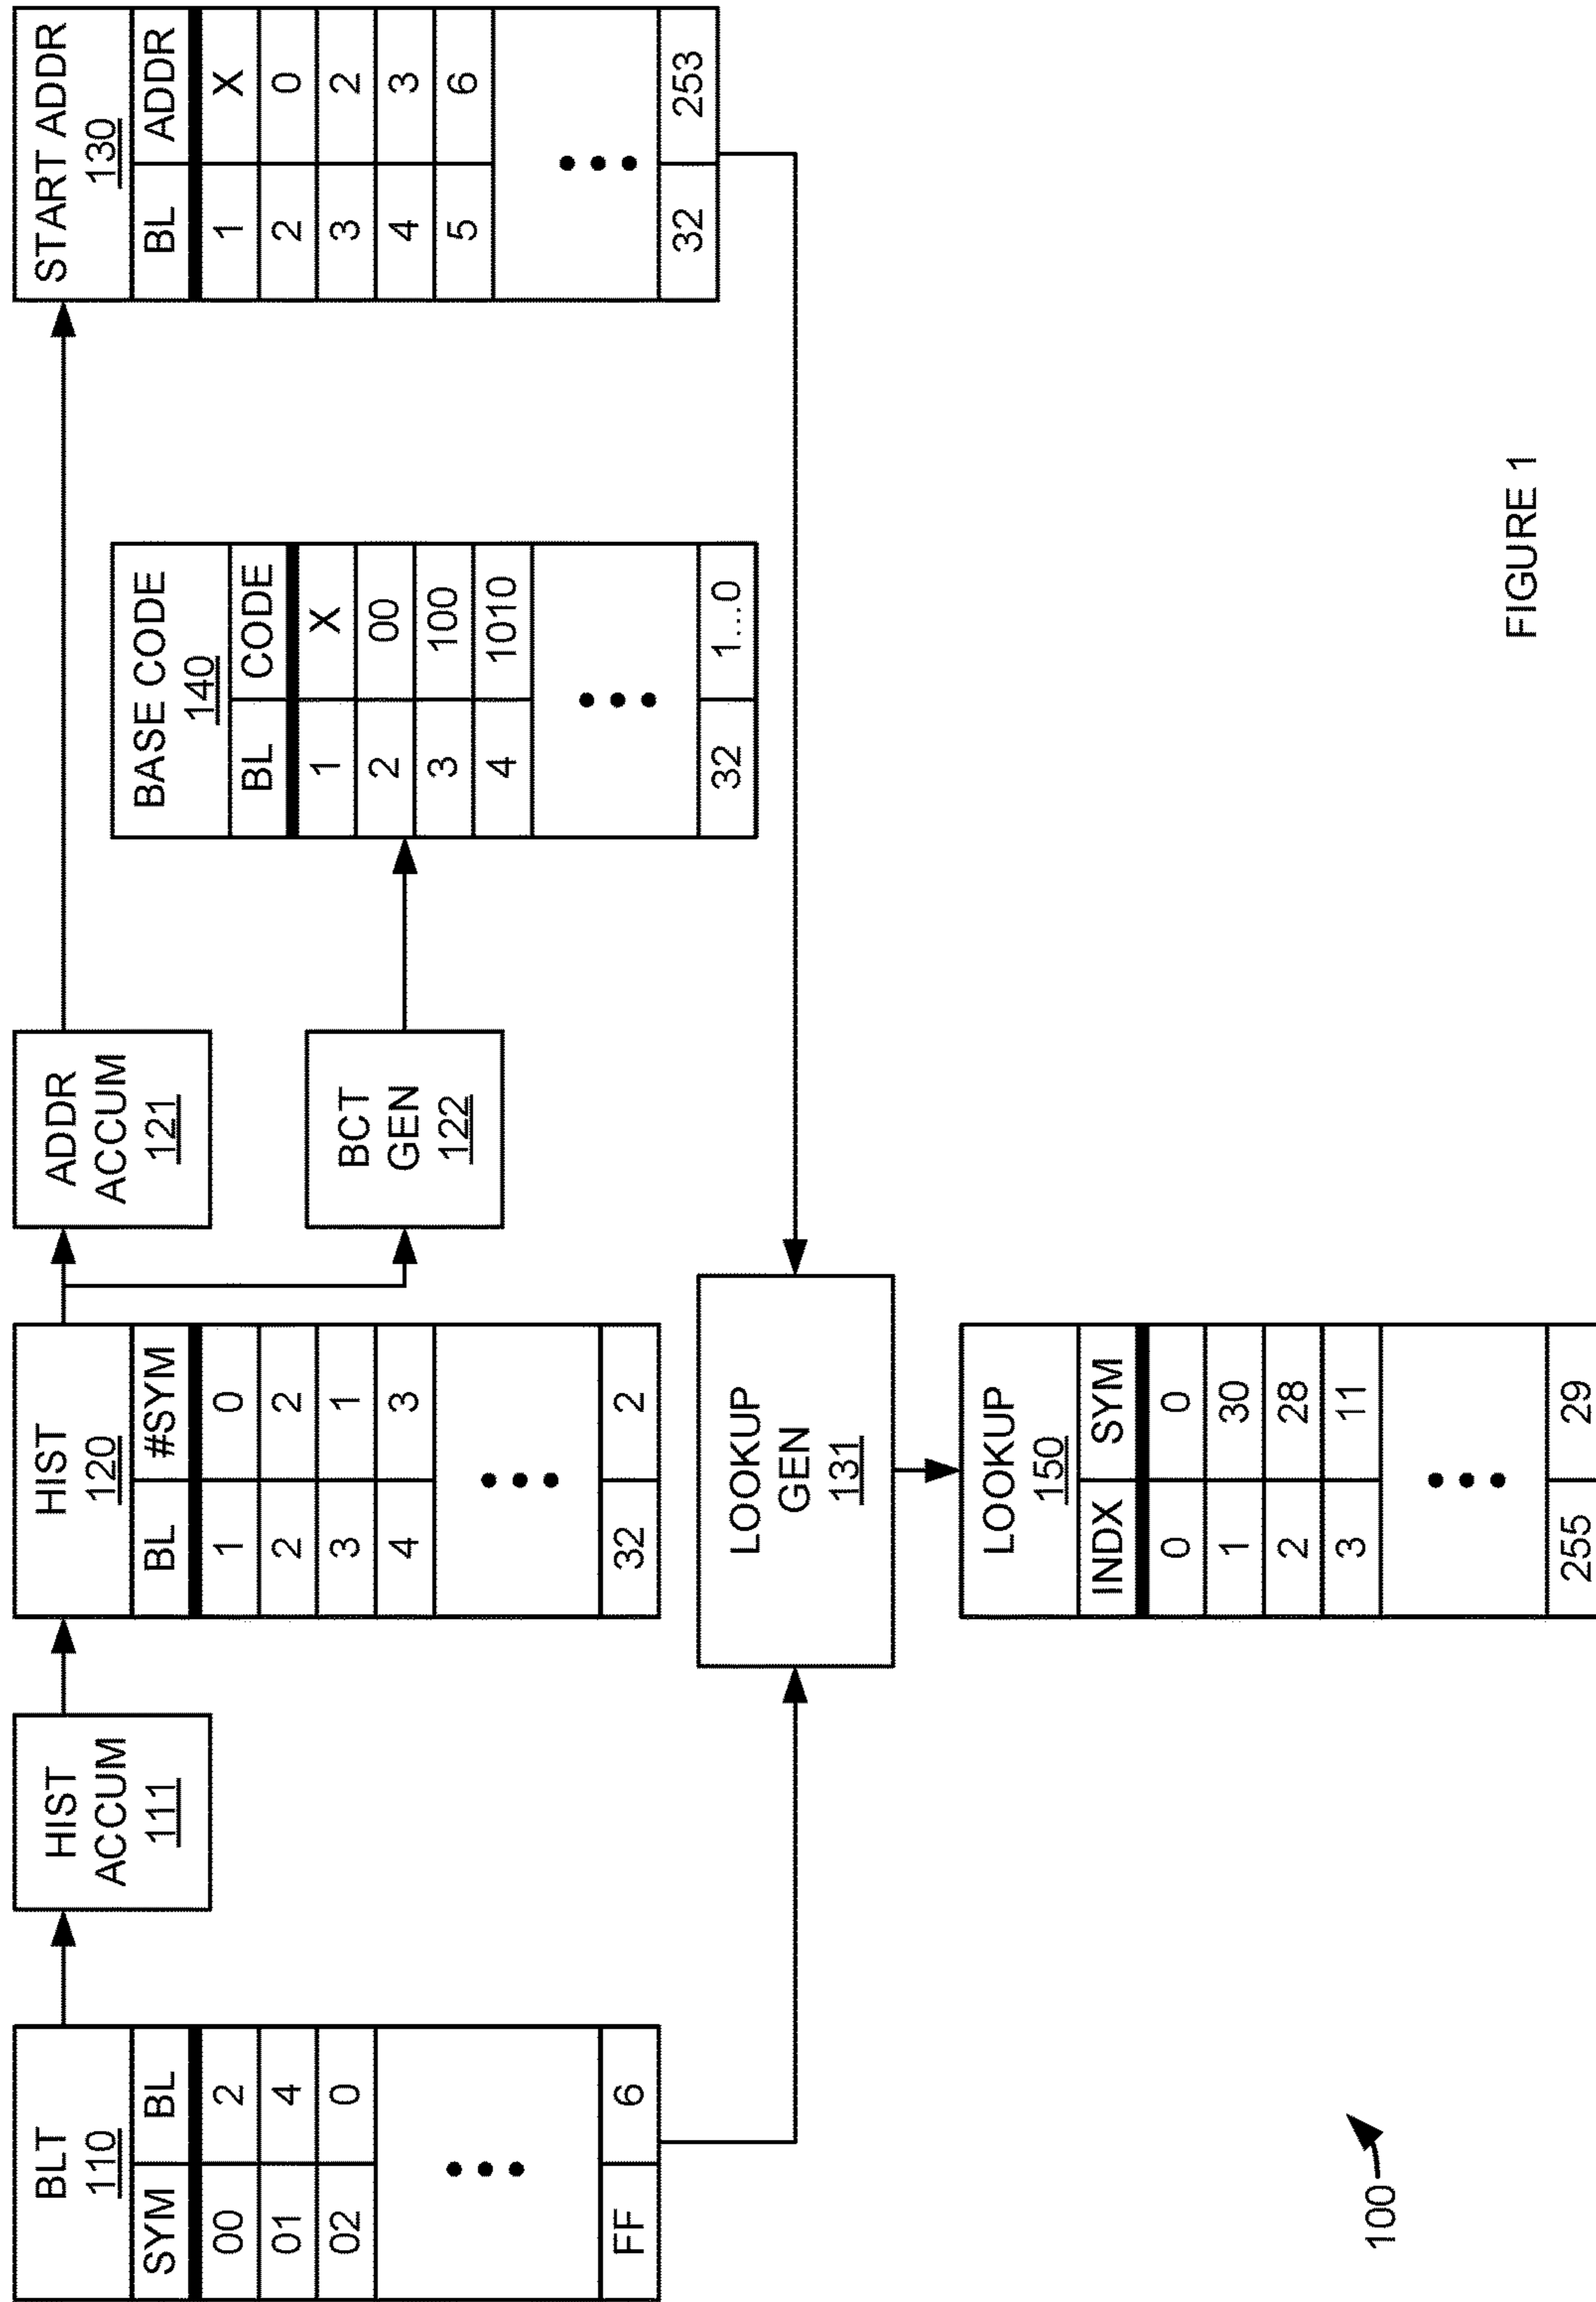 BLT
110
SYM BL
00 2
01 4
02 0
FF 6
HIST
ACCUM
111
HIST
120
BL #SYM
1 0
2 2
3 1
4 3
32 2
ADDR
ACCUM
121
BCT
GEN
122
BASE CODE
140
BL CODE
1 X
2 00
3 100
4 1010
32 1...0
START ADDR
130
BL ADDR
1 X
2 0
3 2
4 3
5 6
32 253
LOOKUP
GEN
131
LOOKUP
150
INDX SYM
0 0
1 30
2 28
3 11
255 29
100
FIGURE 1